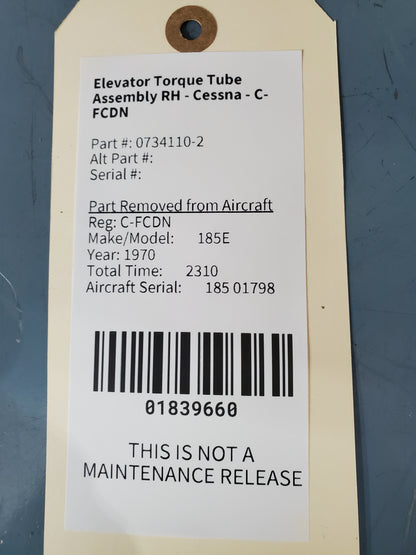 Elevator Torque Tube
Assembly RH - Cessna - C-
FCDN
Part #: 0734110-2
Alt Part #:
Serial #:
Part Removed from Aircraft
Reg: C-FCDN
Make/Model: 185E
Year: 1970
Total Time: 2310
Aircraft Serial: 185 01798
01839660
THIS IS NOT A
MAINTENANCE RELEASE